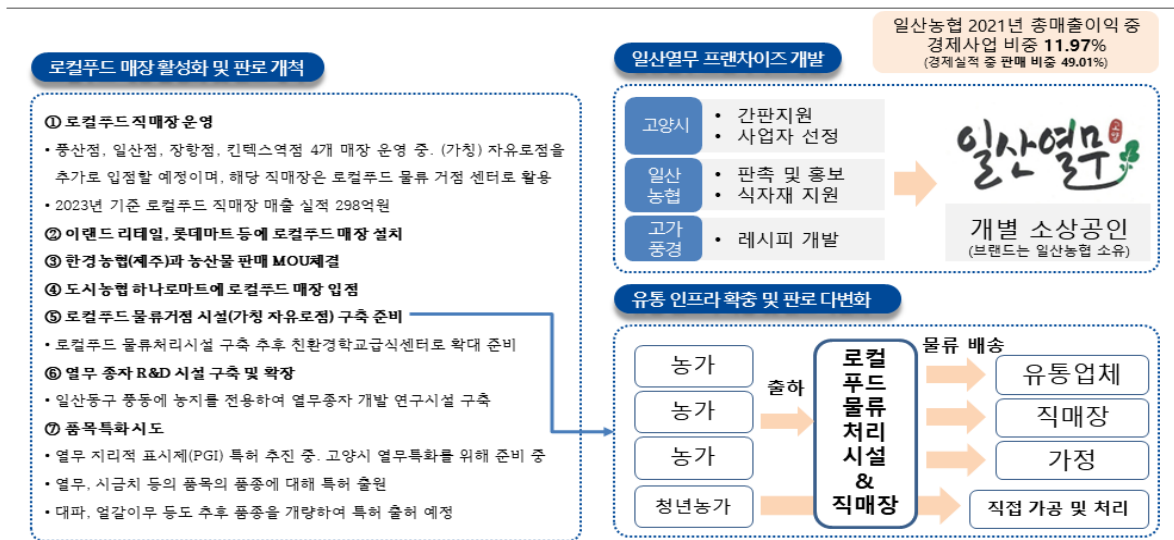 로컬푸드 매장 활성화 및 판로 개척
① 로컬푸드 직매장 운영
• 풍산점, 일산점, 장항점, 킨텍스역점 4개 매장 운영 중. (가칭) 자유로점을
추가로 입점할 예정이며, 해당 직매장은 로컬푸드 물류 거점 센터로 활용
• 2023년 기준 로컬푸드 직매장 매출 실적 298억원
② 이랜드 리테일, 롯데마트 등에 로컬푸드 매장 설치
③ 한경농협(제주)과 농산물 판매 MOU체결
④ 도시농협 하나로마트에 로컬푸드 매장 입점
⑤ 로컬푸드 물류거점 시설(가칭 자유로점) 구축 준비
• 로컬푸드 물류처리시설 구축 추후 친환경학교급식센터로 확대 준비
⑥ 열무 종자 R&D 시설 구축 및 확장
• 일산동구 풍동에 농지를 전용하여 열무종자 개발 연구시설 구축
⑦ 품목특화 시도
• 열무 지리적 표시제(PGI) 특허 추진 중. 고양시 열무특화를 위해 준비 중
• 열무, 시금치 등의 품목의 품종에 대해 특허 출원
• 대파, 얼갈이무 등도 추후 품종을 개량하여 특허 출허 예정
일산농협 2021년 총매출이익 중
경제사업 비중 11.97%
(경제실적 중 판매 비중 49.01%)
일산열무 프랜차이즈 개발
고양시
• 간판지원
• 사업자 선정
일산
농협
• 판촉 및 홍보
• 식자재 지원
고가
풍경
• 레시피 개발
일산열무
고양
개별 소상공인
(브랜드는 일산농협 소유)
유통 인프라 확충 및 판로 다변화
농가
농가
농가
청년농가
출하
로컬
푸드
물류
처리
시설
&
직매장
물류 배송
유통업체
직매장
가정
직접 가공 및 처리